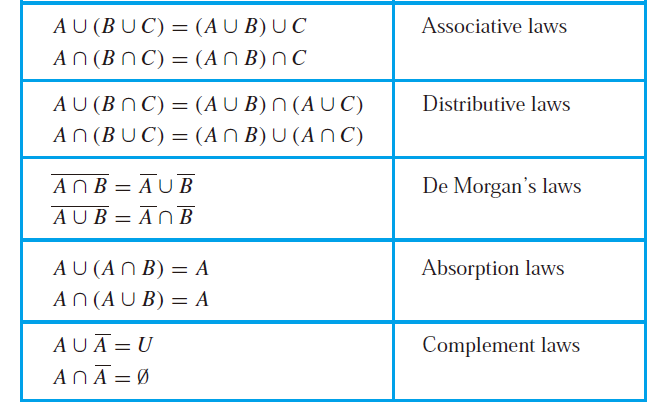 A ∪ (B ∪ C) = (A ∪ B) ∪ C Associative laws
A ∩ (B ∩ C) = (A ∩ B) ∩ C
A ∪ (B ∩ C) = (A ∪ B) ∩ (A ∪ C) Distributive laws
A ∩ (B ∪ C) = (A ∩ B) ∪ (A ∩ C)
A̅ ̅∩̅ ̅B̅ = A̅ ∪ B̅ De Morgan’s laws
A̅ ̅∪̅ ̅B̅ = A̅ ∩ B̅
A ∪ (A ∩ B) = A Absorption laws
A ∩ (A ∪ B) = A
A ∪ A̅ = U Complement laws
A ∩ A̅ = ∅